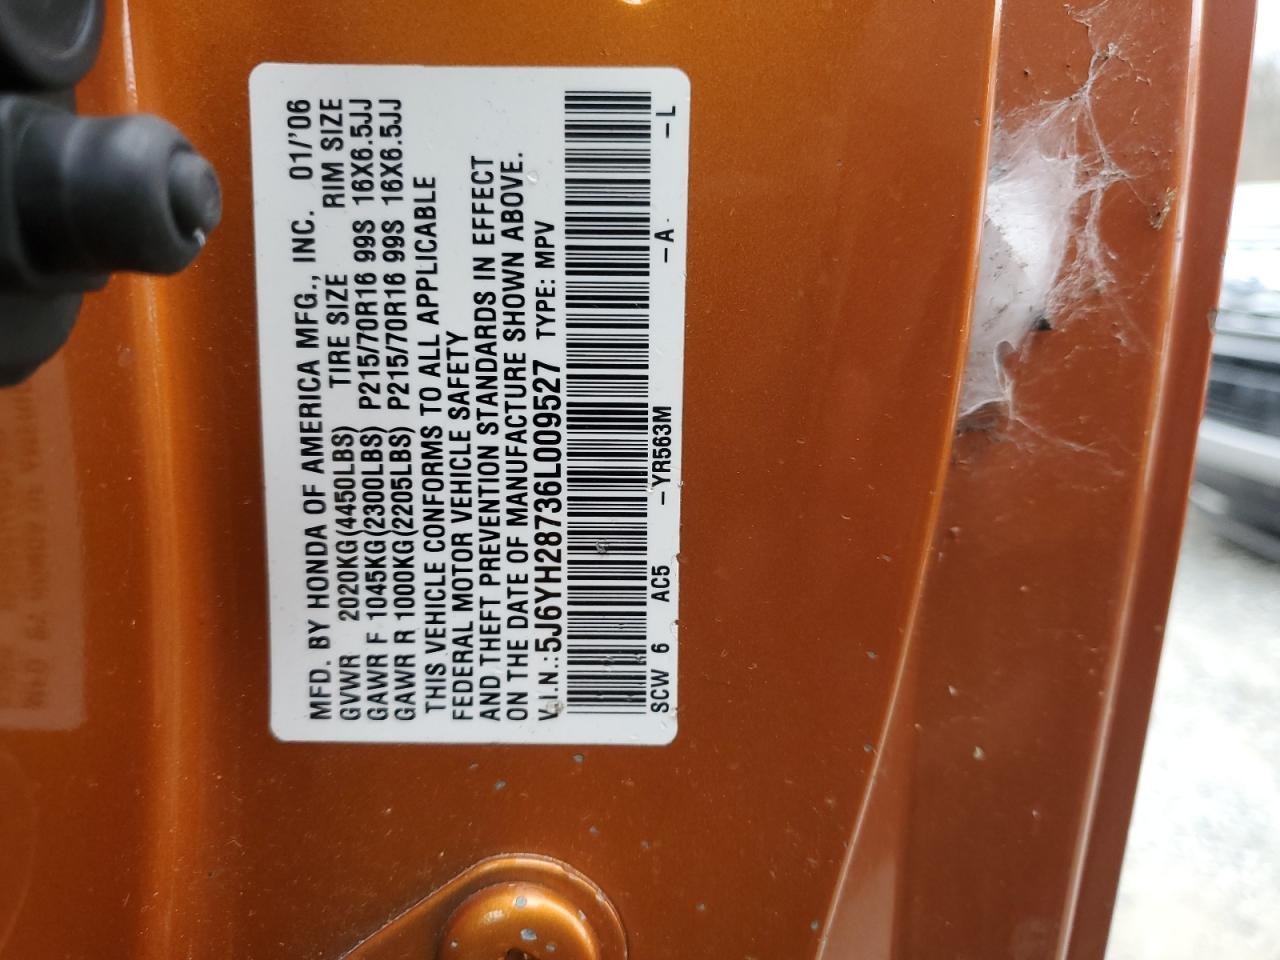 MFD. BY HONDA OF AMERICA MFG., INC. 01/'06
GVWR 2020KG(4450LBS) TIRE SIZE RIM SIZE
GAWR F 1045KG(2300LBS) P215/70R16 99S 16X6.5JJ
GAWR R 1000KG(2205LBS) P215/70R16 99S 16X6.5JJ
THIS VEHICLE CONFORMS TO ALL APPLICABLE
FEDERAL MOTOR VEHICLE SAFETY
AND THEFT PREVENTION STANDARDS IN EFFECT
ON THE DATE OF MANUFACTURE SHOWN ABOVE.
V.I.N.:5J6YH28736L009527 TYPE: MPV
SCW 6 AC5 -YR563M -A -L